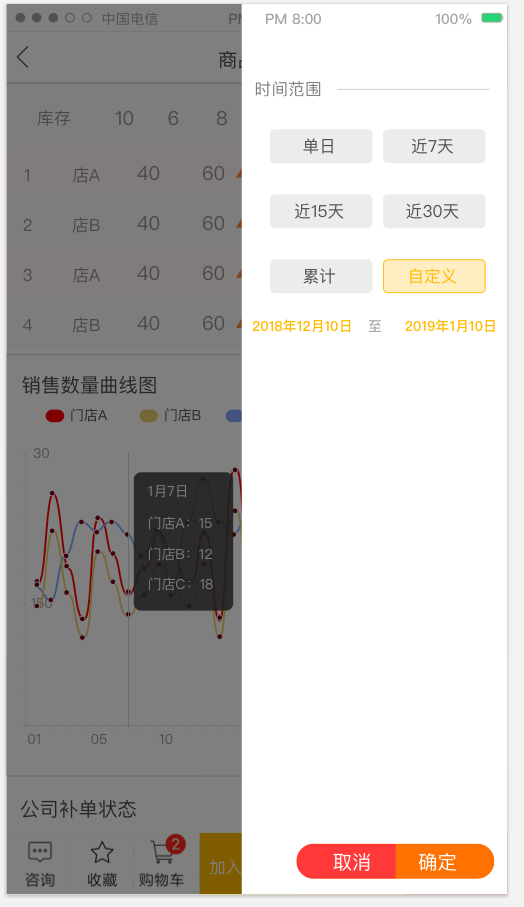 中国电信
PM 8:00 100%
时间范围
单日 近7天
近15天 近30天
累计 自定义
2018年12月10日 至 2019年1月10日
取消 确定
商
库存 10 6 8
1 店A 40 60
2 店B 40 60
3 店A 40 60
4 店B 40 60
销售数量曲线图
门店A 门店B
30
1月7日
门店A: 15
门店B: 12
门店C: 18
150
01 05 10
公司补单状态
2
咨询 收藏 购物车 加入